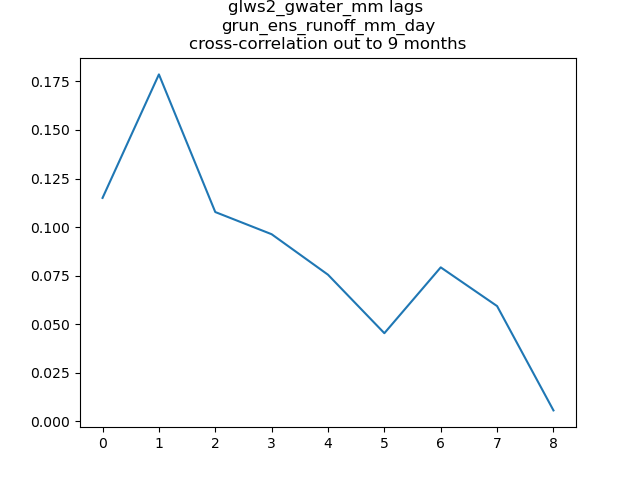 glws2_gwater_mm lags
grun_ens_runoff_mm_day
cross-correlation out to 9 months
0.175
0.150
0.125
0.100
0.075
0.050
0.025
0.000
0 1 2 3 4 5 6 7 8